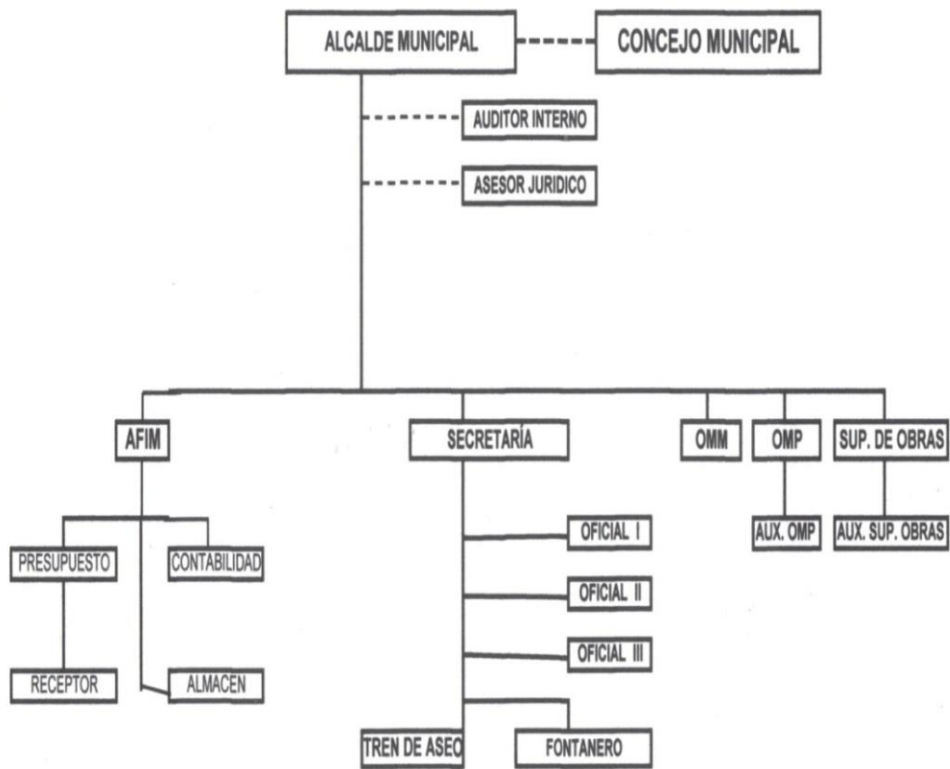 ALCALDE MUNICIPAL
CONCEJO MUNICIPAL
AUDITOR INTERNO
ASESOR JURIDICO
AFIM
SECRETARÍA
OMM
OMP
SUP. DE OBRAS
PRESUPUESTO
CONTABILIDAD
OFICIAL I
AUX. OMP
AUX. SUP. OBRAS
OFICIAL II
OFICIAL III
RECEPTOR
ALMACEN
TREN DE ASEO
FONTANERO